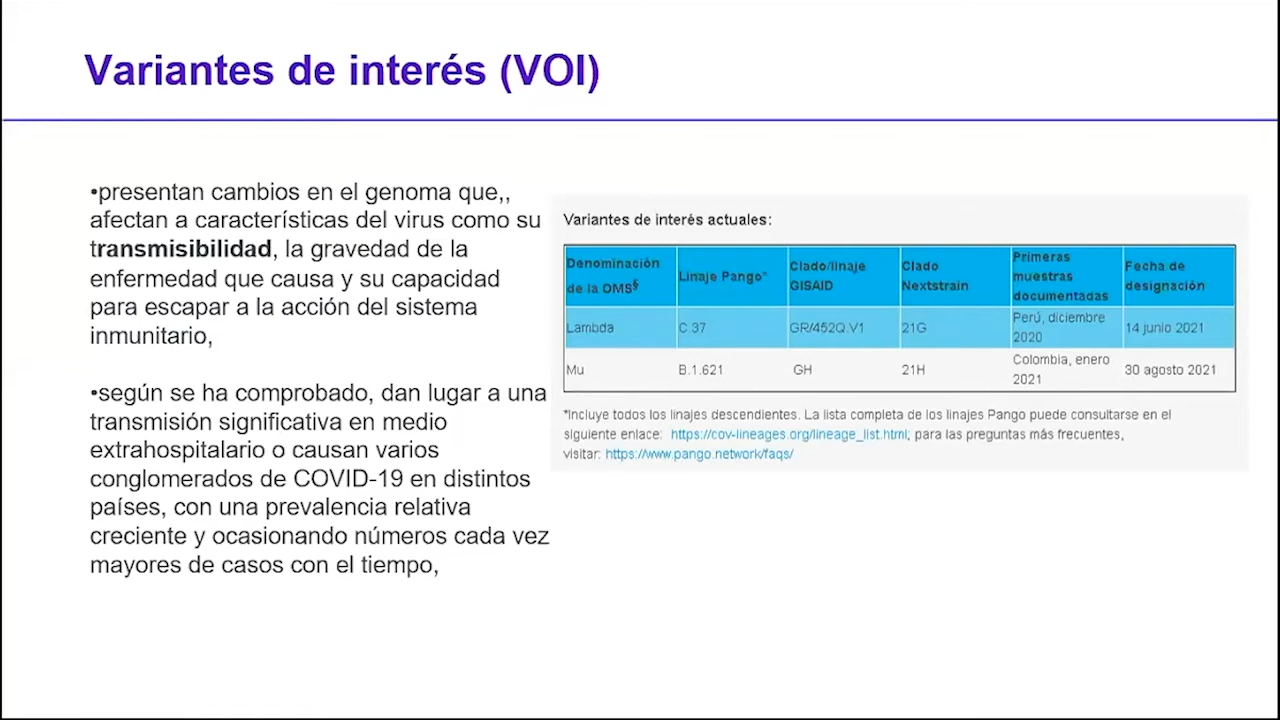 Variantes de interés (VOI)
•presentan cambios en el genoma que,,
afectan a características del virus como su
transmisibilidad, la gravedad de la
enfermedad que causa y su capacidad
para escapar a la acción del sistema
inmunitario,
•según se ha comprobado, dan lugar a una
transmisión significativa en medio
extrahospitalario o causan varios
conglomerados de COVID-19 en distintos
países, con una prevalencia relativa
creciente y ocasionando números cada vez
mayores de casos con el tiempo,
Variantes de interés actuales:
Denominación de la OMS§ Linaje Pango* Clado/linaje GISAID Clado Nextstrain Primeras muestras documentadas Fecha de designación
Lambda C.37 GR/452Q.V1 21G Perú, diciembre 2020 14 junio 2021
Mu B.1.621 GH 21H Colombia, enero 2021 30 agosto 2021
*Incluye todos los linajes descendientes. La lista completa de los linajes Pango puede consultarse en el
siguiente enlace: https://cov-lineages.org/lineage_list.html; para las preguntas más frecuentes,
visitar: https://www.pango.network/faqs/